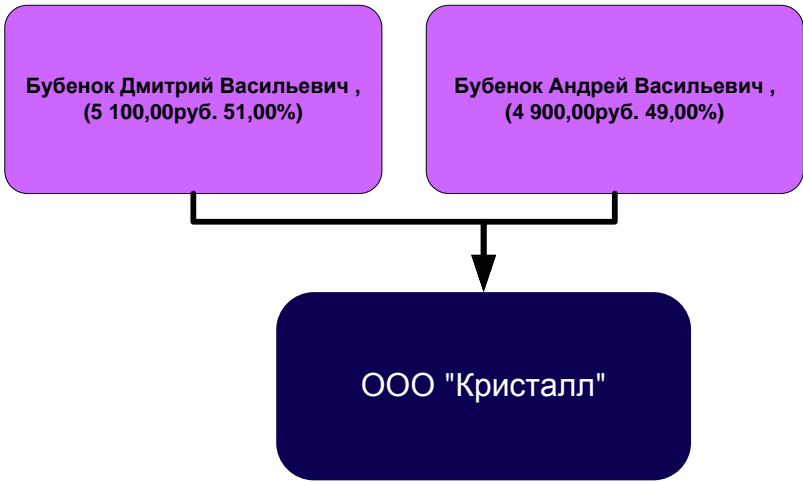 Бубенок Дмитрий Васильевич ,
(5 100,00руб. 51,00%)
Бубенок Андрей Васильевич ,
(4 900,00руб. 49,00%)
ООО "Кристалл"